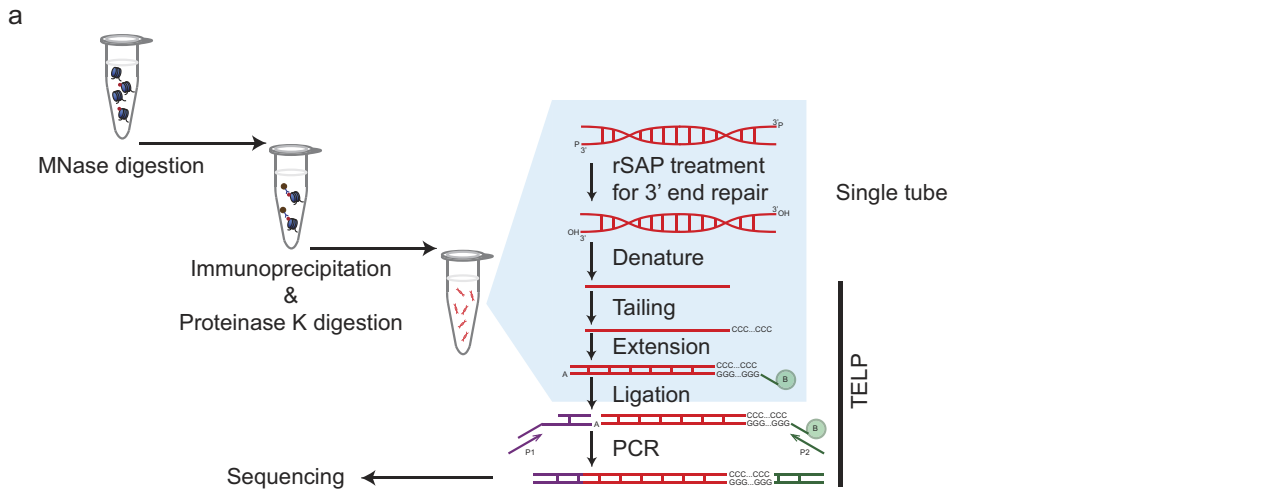 a
MNase digestion
Immunoprecipitation
&
Proteinase K digestion
3' P
P 3'
rSAP treatment
for 3’ end repair
3' OH
OH 3'
Single tube
Denature
Tailing
CCC...CCC
Extension
CCC...CCC
A GGG...GGG
B
Ligation
CCC...CCC
A GGG...GGG
B
P1
P2
PCR
CCC...CCC
GGG...GGG
Sequencing
TELP